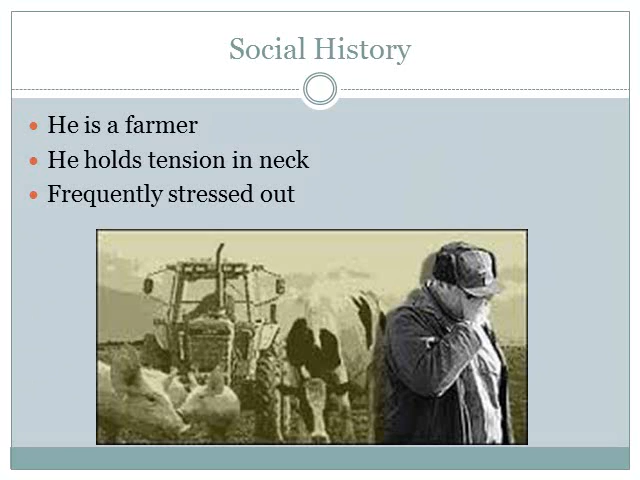 Social History
He is a farmer
He holds tension in neck
Frequently stressed out